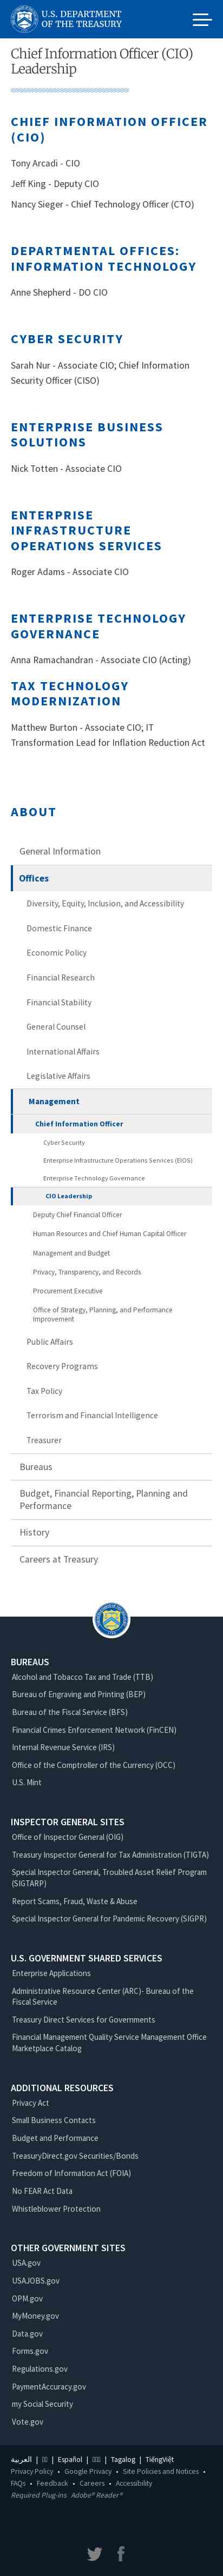 U.S. DEPARTMENT
OF THE TREASURY
Chief Information Officer (CIO)
Leadership
CHIEF INFORMATION OFFICER
(CIO)
Tony Arcadi - CIO
Jeff King - Deputy CIO
Nancy Sieger - Chief Technology Officer (CTO)
DEPARTMENTAL OFFICES:
INFORMATION TECHNOLOGY
Anne Shepherd - DO CIO
CYBER SECURITY
Sarah Nur - Associate CIO; Chief Information
Security Officer (CISO)
ENTERPRISE BUSINESS
SOLUTIONS
Nick Totten - Associate CIO
ENTERPRISE
INFRASTRUCTURE
OPERATIONS SERVICES
Roger Adams - Associate CIO
ENTERPRISE TECHNOLOGY
GOVERNANCE
Anna Ramachandran - Associate CIO (Acting)
TAX TECHNOLOGY
MODERNIZATION
Matthew Burton - Associate CIO; IT
Transformation Lead for Inflation Reduction Act
ABOUT
General Information
Offices
Diversity, Equity, Inclusion, and Accessibility
Domestic Finance
Economic Policy
Financial Research
Financial Stability
General Counsel
International Affairs
Legislative Affairs
Management
Chief Information Officer
Cyber Security
Enterprise Infrastructure Operations Services (EIOS)
Enterprise Technology Governance
CIO Leadership
Deputy Chief Financial Officer
Human Resources and Chief Human Capital Officer
Management and Budget
Privacy, Transparency, and Records
Procurement Executive
Office of Strategy, Planning, and Performance
Improvement
Public Affairs
Recovery Programs
Tax Policy
Terrorism and Financial Intelligence
Treasurer
Bureaus
Budget, Financial Reporting, Planning and
Performance
History
Careers at Treasury
BUREAUS
Alcohol and Tobacco Tax and Trade (TTB)
Bureau of Engraving and Printing (BEP)
Bureau of the Fiscal Service (BFS)
Financial Crimes Enforcement Network (FinCEN)
Internal Revenue Service (IRS)
Office of the Comptroller of the Currency (OCC)
U.S. Mint
INSPECTOR GENERAL SITES
Office of Inspector General (OIG)
Treasury Inspector General for Tax Administration (TIGTA)
Special Inspector General, Troubled Asset Relief Program
(SIGTARP)
Report Scams, Fraud, Waste & Abuse
Special Inspector General for Pandemic Recovery (SIGPR)
U.S. GOVERNMENT SHARED SERVICES
Enterprise Applications
Administrative Resource Center (ARC)- Bureau of the
Fiscal Service
Treasury Direct Services for Governments
Financial Management Quality Service Management Office
Marketplace Catalog
ADDITIONAL RESOURCES
Privacy Act
Small Business Contacts
Budget and Performance
TreasuryDirect.gov Securities/Bonds
Freedom of Information Act (FOIA)
No FEAR Act Data
Whistleblower Protection
OTHER GOVERNMENT SITES
USA.gov
USAJOBS.gov
OPM.gov
MyMoney.gov
Data.gov
Forms.gov
Regulations.gov
PaymentAccuracy.gov
my Social Security
Vote.gov
العربية | | Español | | Tagalog | TiếngViệt
Privacy Policy • Google Privacy • Site Policies and Notices •
FAQs • Feedback • Careers • Accessibility
Required Plug-ins Adobe® Reader®